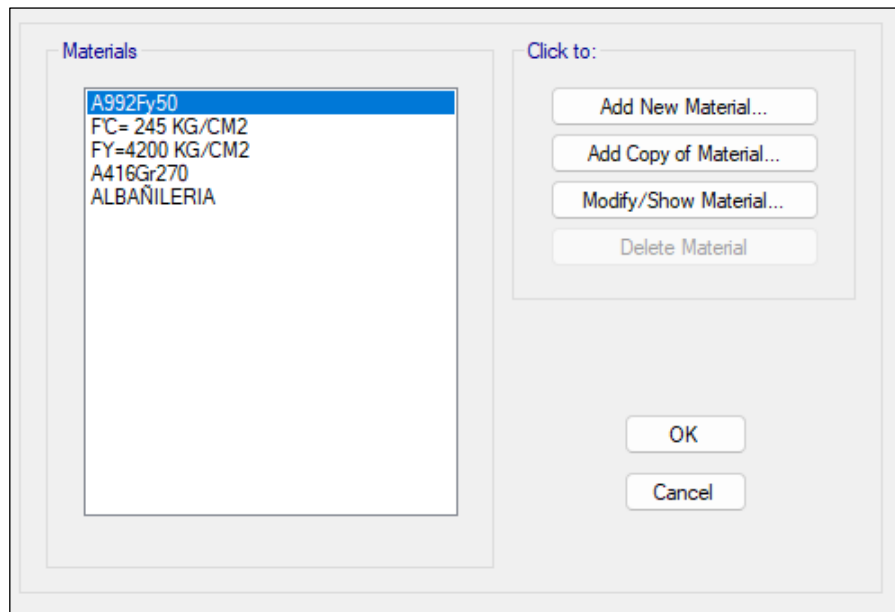 Materials
A992Fy50
F'C= 245 KG/CM2
FY=4200 KG/CM2
A416Gr270
ALBAÑILERIA
Click to:
Add New Material...
Add Copy of Material...
Modify/Show Material...
Delete Material
OK
Cancel